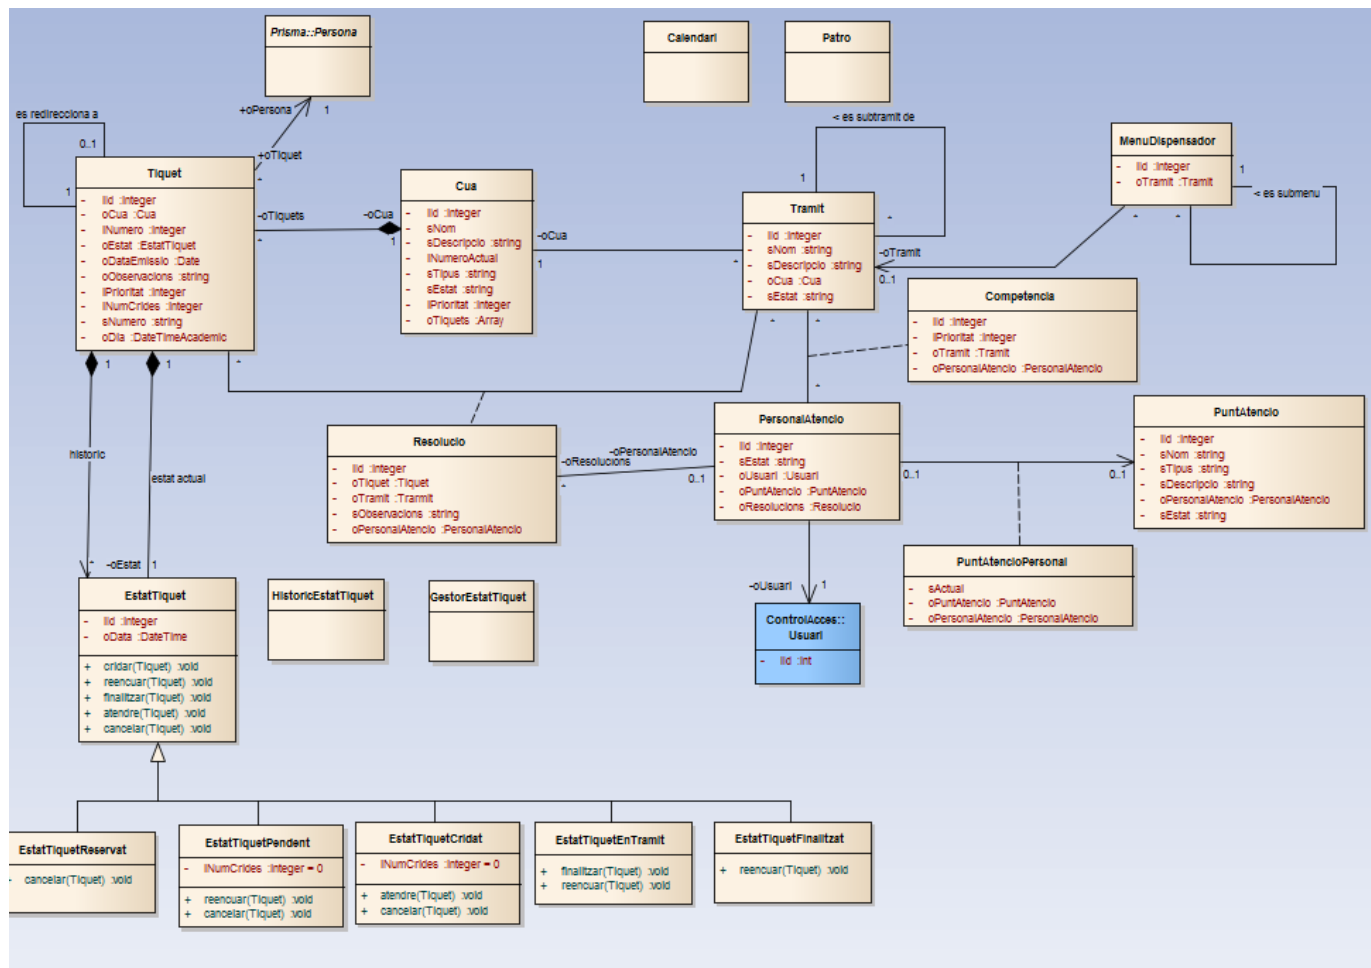 Prisma::Persona
Calendari
Patro
+oPersona
1
es redirecciona a
0..1
+oTiquet
*
1
Tiquet
- iId :Integer
- oCua :Cua
- iNumero :Integer
- oEstat :EstatTiquet
- oDataEmissio :Date
- oObservacions :string
- iPrioritat :Integer
- iNumCrides :Integer
- sNumero :string
- oDia :DateTimeAcademic
-oTiquets
*
-oCua
1
Cua
- iId :Integer
- sNom
- sDescripcio :string
- iNumeroActual
- sTipus :string
- sEstat :string
- iPrioritat :Integer
- oTiquets :Array
-oCua
1
*
< es subtramit de
1
*
Tramit
- iId :Integer
- sNom :string
- sDescripcio :string
- oCua :Cua
- sEstat :string
MenuDispensador
- iId :Integer
- oTramit :Tramit
1
< es submenu
*
*
-oTramit
0..1
Competencia
- iId :Integer
- iPrioritat :Integer
- oTramit :Tramit
- oPersonalAtencio :PersonalAtencio
1
1
*
*
*
*
historic
estat actual
Resolucio
- iId :Integer
- oTiquet :Tiquet
- oTramit :Trarmit
- sObservacions :string
- oPersonalAtencio :PersonalAtencio
-oPersonalAtencio
-oResolucions
*
0..1
PersonalAtencio
- iId :Integer
- sEstat :string
- oUsuari :Usuari
- oPuntAtencio :PuntAtencio
- oResolucions :Resolucio
0..1
0..1
PuntAtencio
- iId :Integer
- sNom :string
- sTipus :string
- sDescripcio :string
- oPersonalAtencio :PersonalAtencio
- sEstat :string
PuntAtencioPersonal
- sActual
- oPuntAtencio :PuntAtencio
- oPersonalAtencio :PersonalAtencio
-oUsuari
1
ControlAcces::
Usuari
- iId :int
*
-oEstat
1
EstatTiquet
- iId :Integer
- oData :DateTime
+ cridar(Tiquet) :void
+ reencuar(Tiquet) :void
+ finalitzar(Tiquet) :void
+ atendre(Tiquet) :void
+ cancelar(Tiquet) :void
HistoricEstatTiquet
GestorEstatTiquet
EstatTiquetReservat
cancelar(Tiquet) :void
EstatTiquetPendent
- iNumCrides :Integer = 0
+ reencuar(Tiquet) :void
+ cancelar(Tiquet) :void
EstatTiquetCridat
- iNumCrides :Integer = 0
+ atendre(Tiquet) :void
+ cancelar(Tiquet) :void
EstatTiquetEnTramit
+ finalitzar(Tiquet) :void
+ reencuar(Tiquet) :void
EstatTiquetFinalitzat
+ reencuar(Tiquet) :void